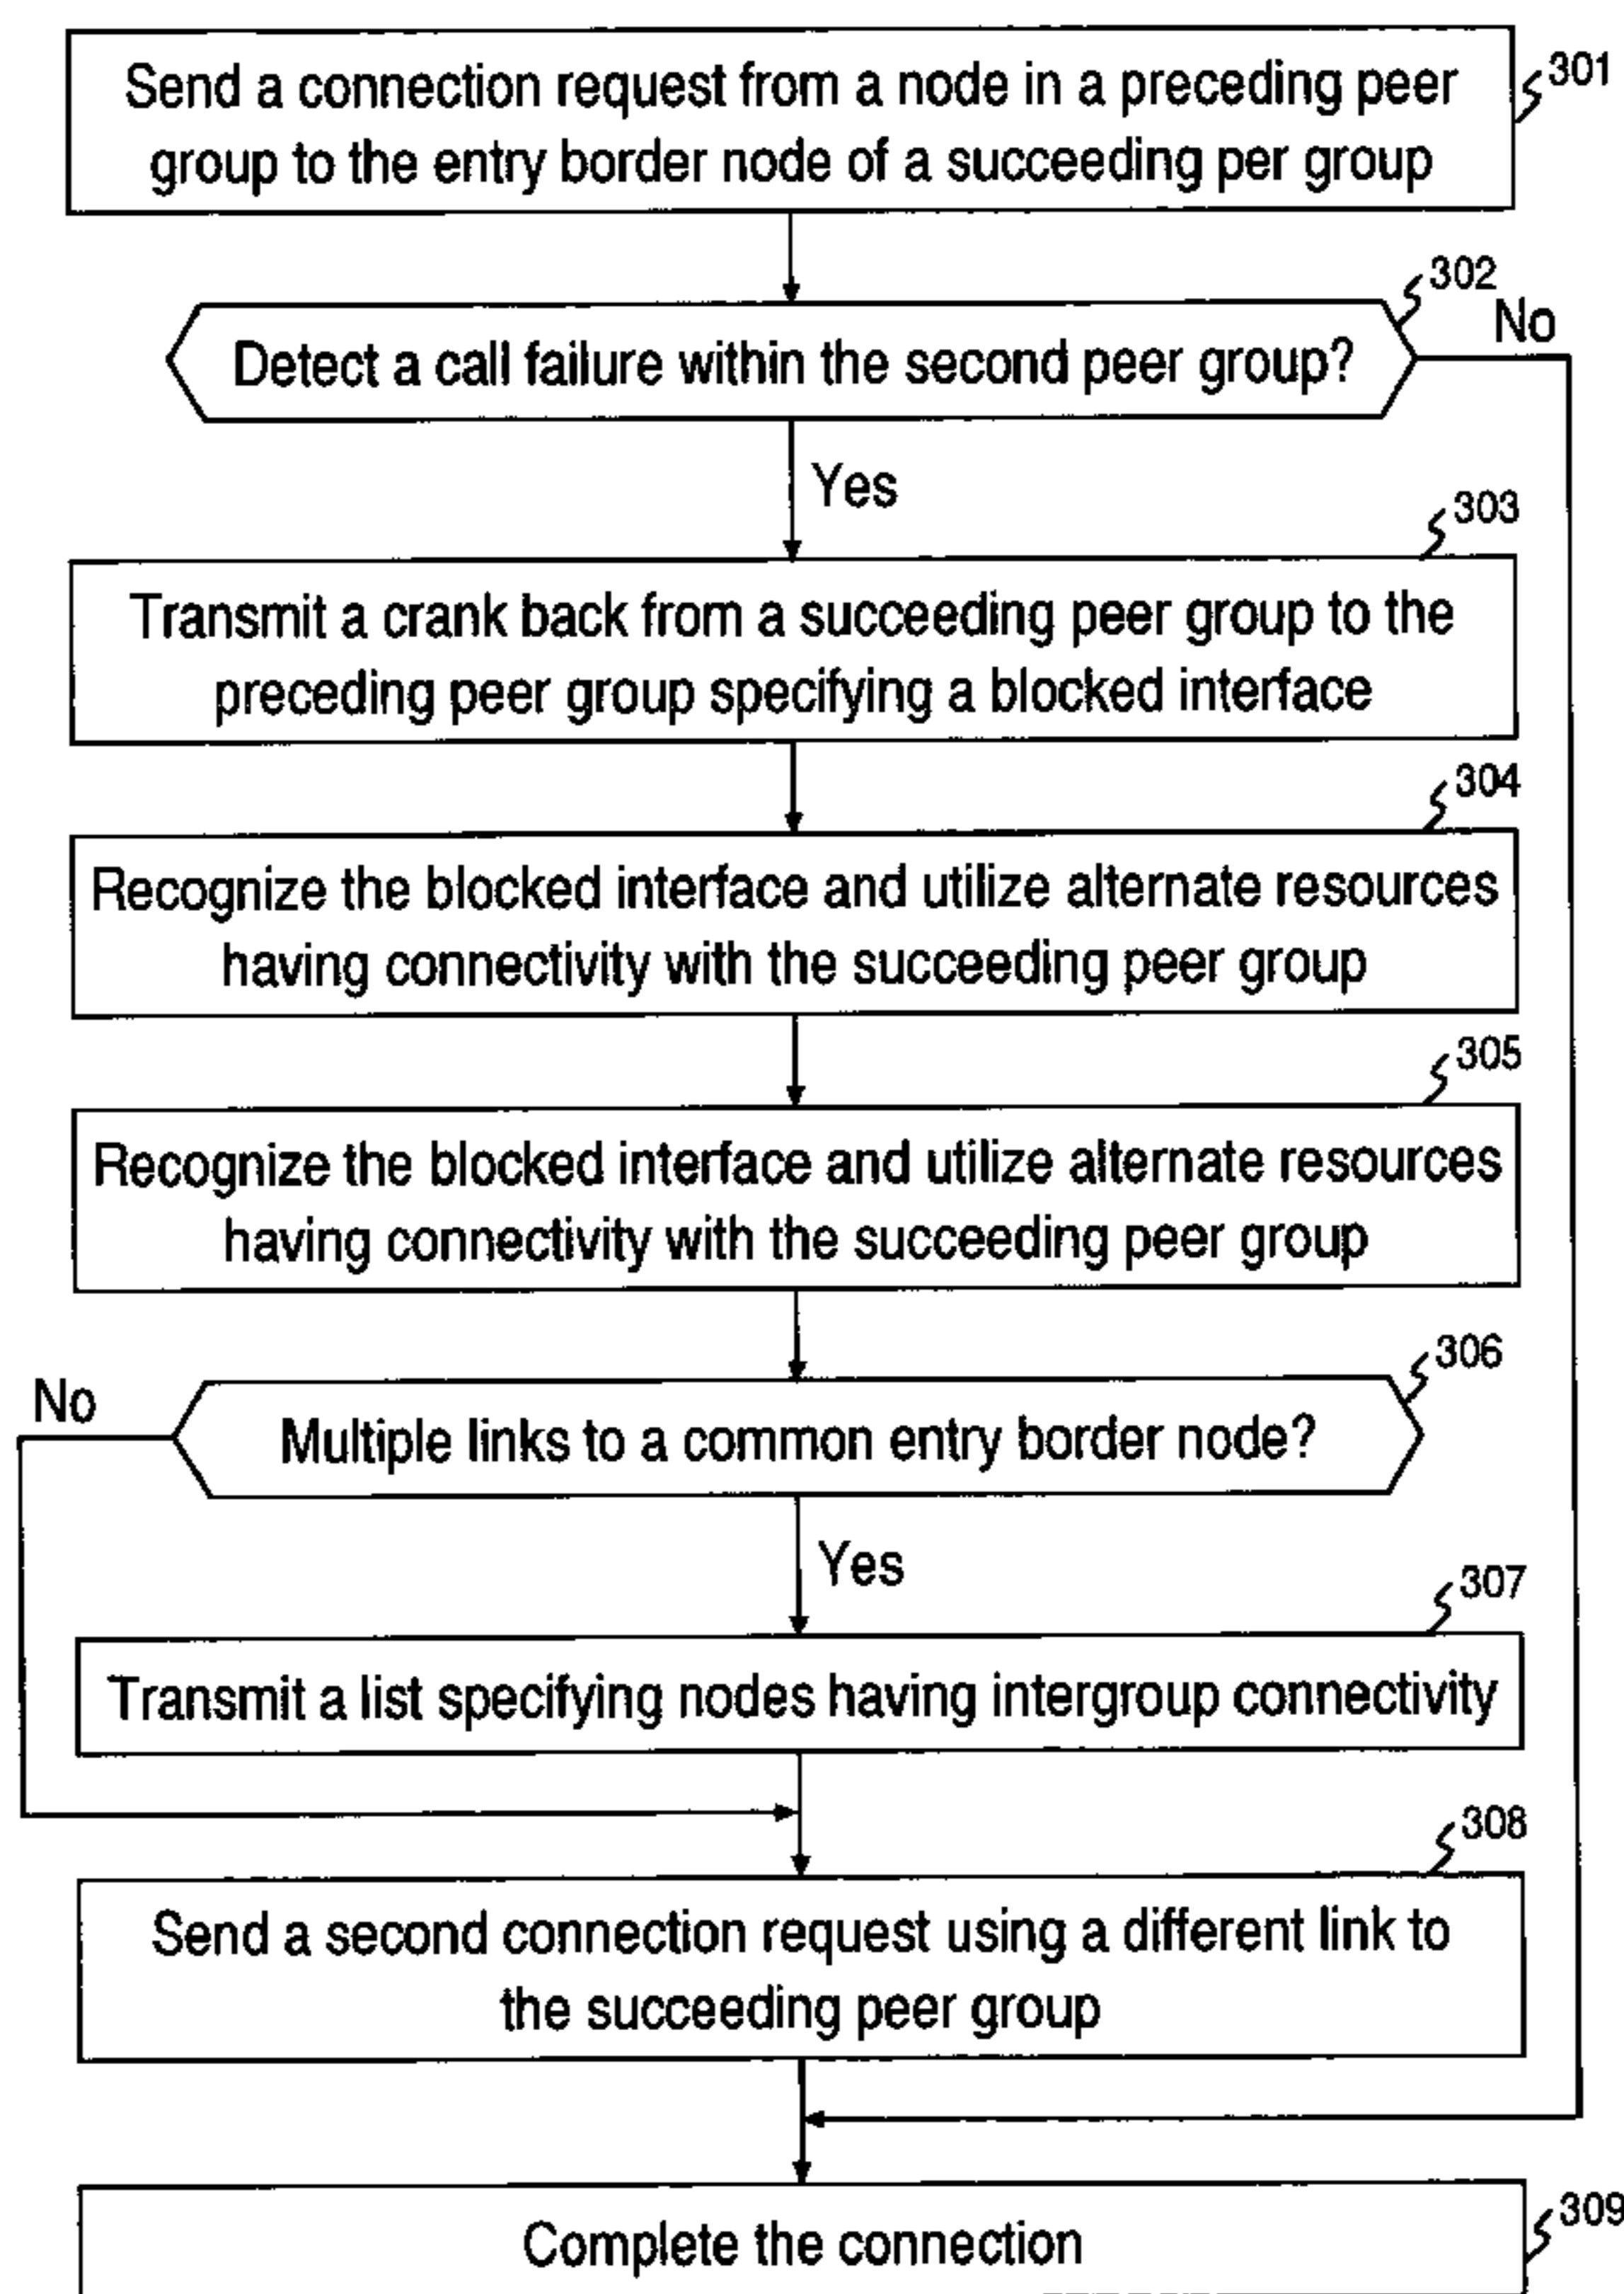 Send a connection request from a node in a preceding peer
group to the entry border node of a succeeding per group
301
302
No
Detect a call failure within the second peer group?
Yes
303
Transmit a crank back from a succeeding peer group to the
preceding peer group specifying a blocked interface
304
Recognize the blocked interface and utilize alternate resources
having connectivity with the succeeding peer group
305
Recognize the blocked interface and utilize alternate resources
having connectivity with the succeeding peer group
306
No
Multiple links to a common entry border node?
Yes
307
Transmit a list specifying nodes having intergroup connectivity
308
Send a second connection request using a different link to
the succeeding peer group
309
Complete the connection